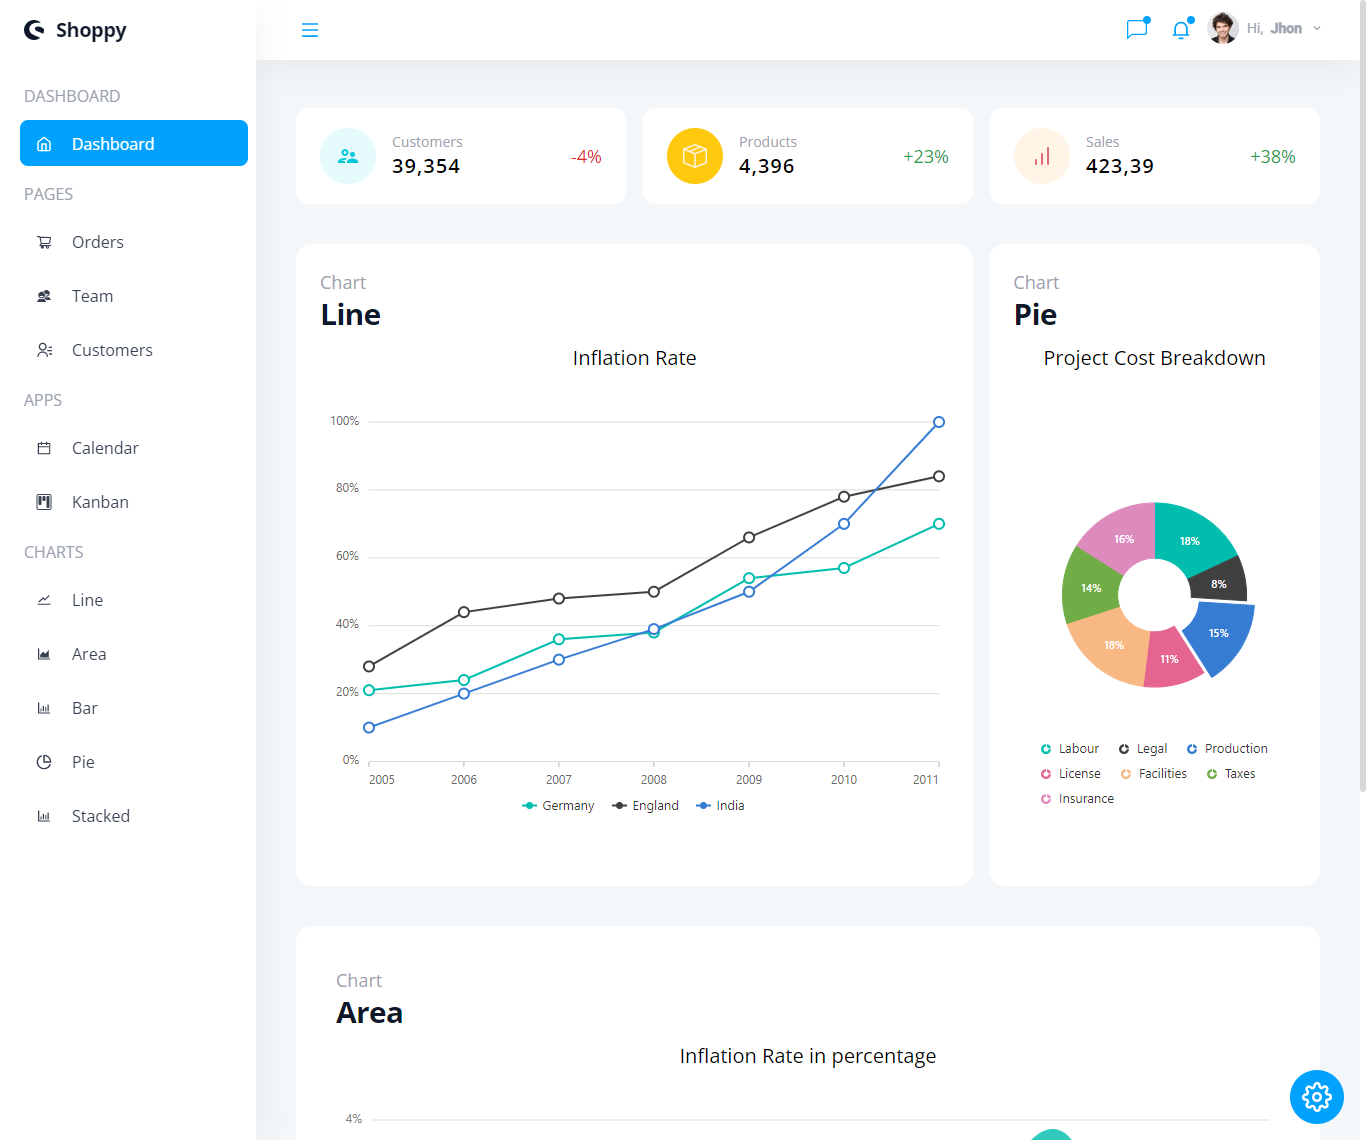 Shoppy
Hi, Jhon
DASHBOARD
Dashboard
PAGES
Orders
Team
Customers
APPS
Calendar
Kanban
CHARTS
Line
Area
Bar
Pie
Stacked
Customers
39,354
-4%
Products
4,396
+23%
Sales
423,39
+38%
Chart
Line
Inflation Rate
100%
80%
60%
40%
20%
0%
2005 2006 2007 2008 2009 2010 2011
Germany England India
Chart
Pie
Project Cost Breakdown
16% 18%
8%
14%
15%
18%
11%
Labour Legal Production
License Facilities Taxes
Insurance
Chart
Area
Inflation Rate in percentage
4%